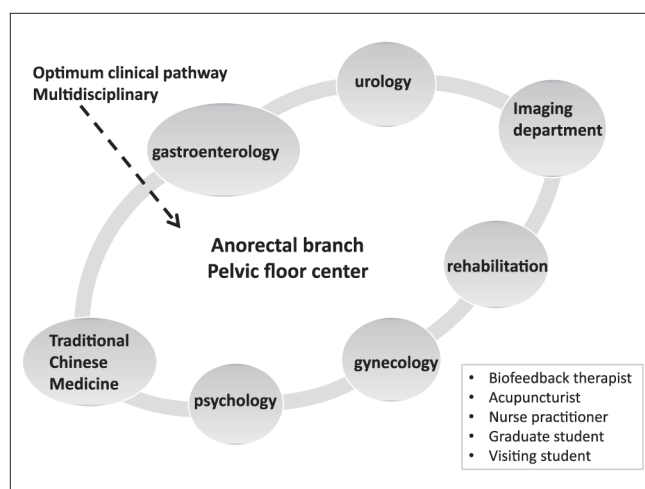 Optimum clinical pathway
Multidisciplinary
urology
Imaging
department
gastroenterology
Anorectal branch
Pelvic floor center
rehabilitation
Traditional
Chinese
Medicine
gynecology
psychology
• Biofeedback therapist
• Acupuncturist
• Nurse practitioner
• Graduate student
• Visiting student